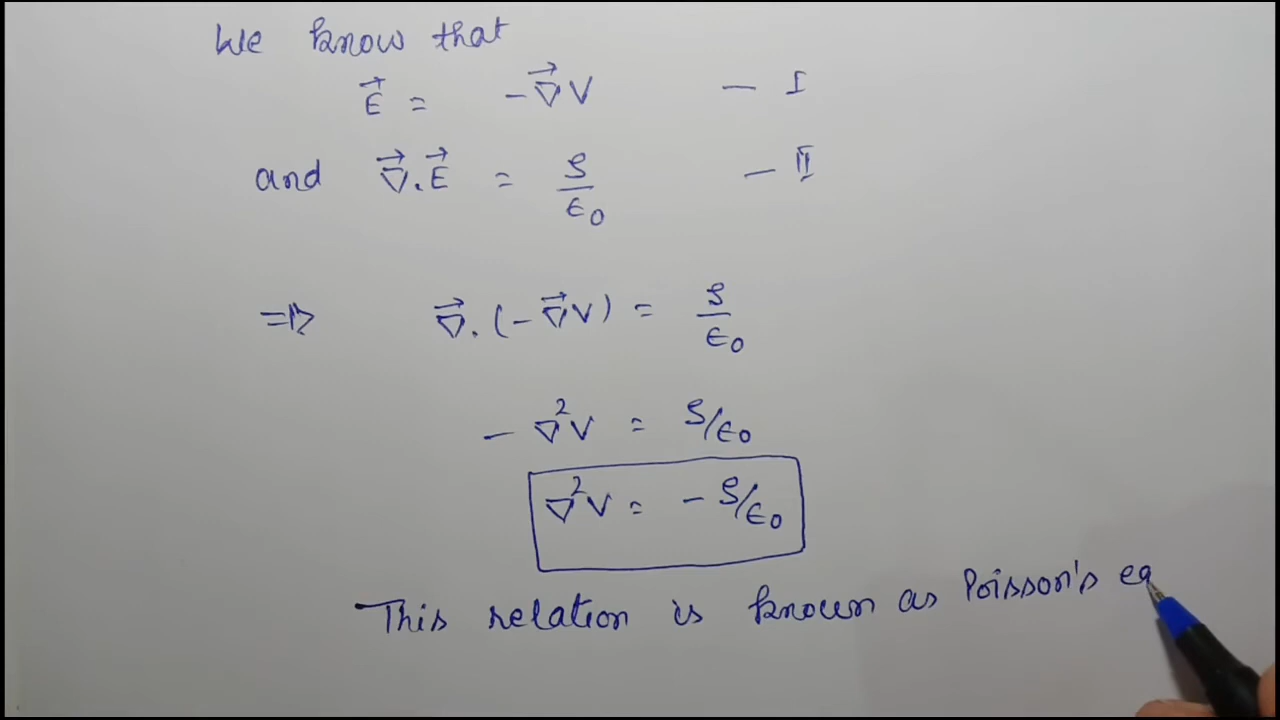 We know that
E⃗ = - ∇⃗V — I
and ∇⃗.E⃗ = ρ/ϵ₀ — II
⇒ ∇⃗.(-∇⃗V) = ρ/ϵ₀
- ∇²V = ρ/ϵ₀
∇²V = - ρ/ϵ₀
This relation is known as Poisson's eq